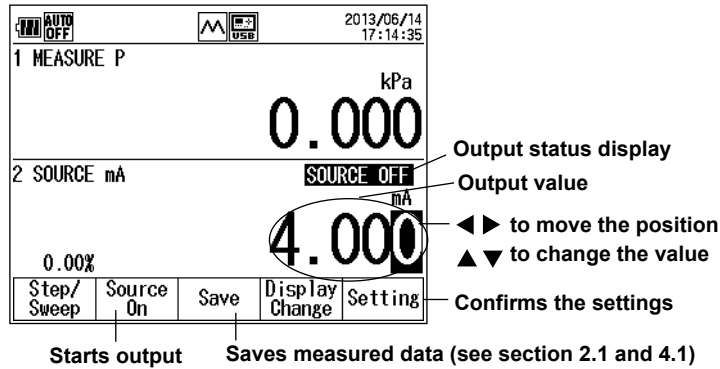 AUTO OFF USB 2013/06/14
17:14:35
1 MEASURE P
kPa
0.000
Output status display
2 SOURCE mA SOURCE OFF
Output value
mA
◀ ▶ to move the position
4.000
▲ ▼ to change the value
0.00%
Step/Sweep Source On Save Display Change Setting
Confirms the settings
Starts output
Saves measured data (see section 2.1 and 4.1)